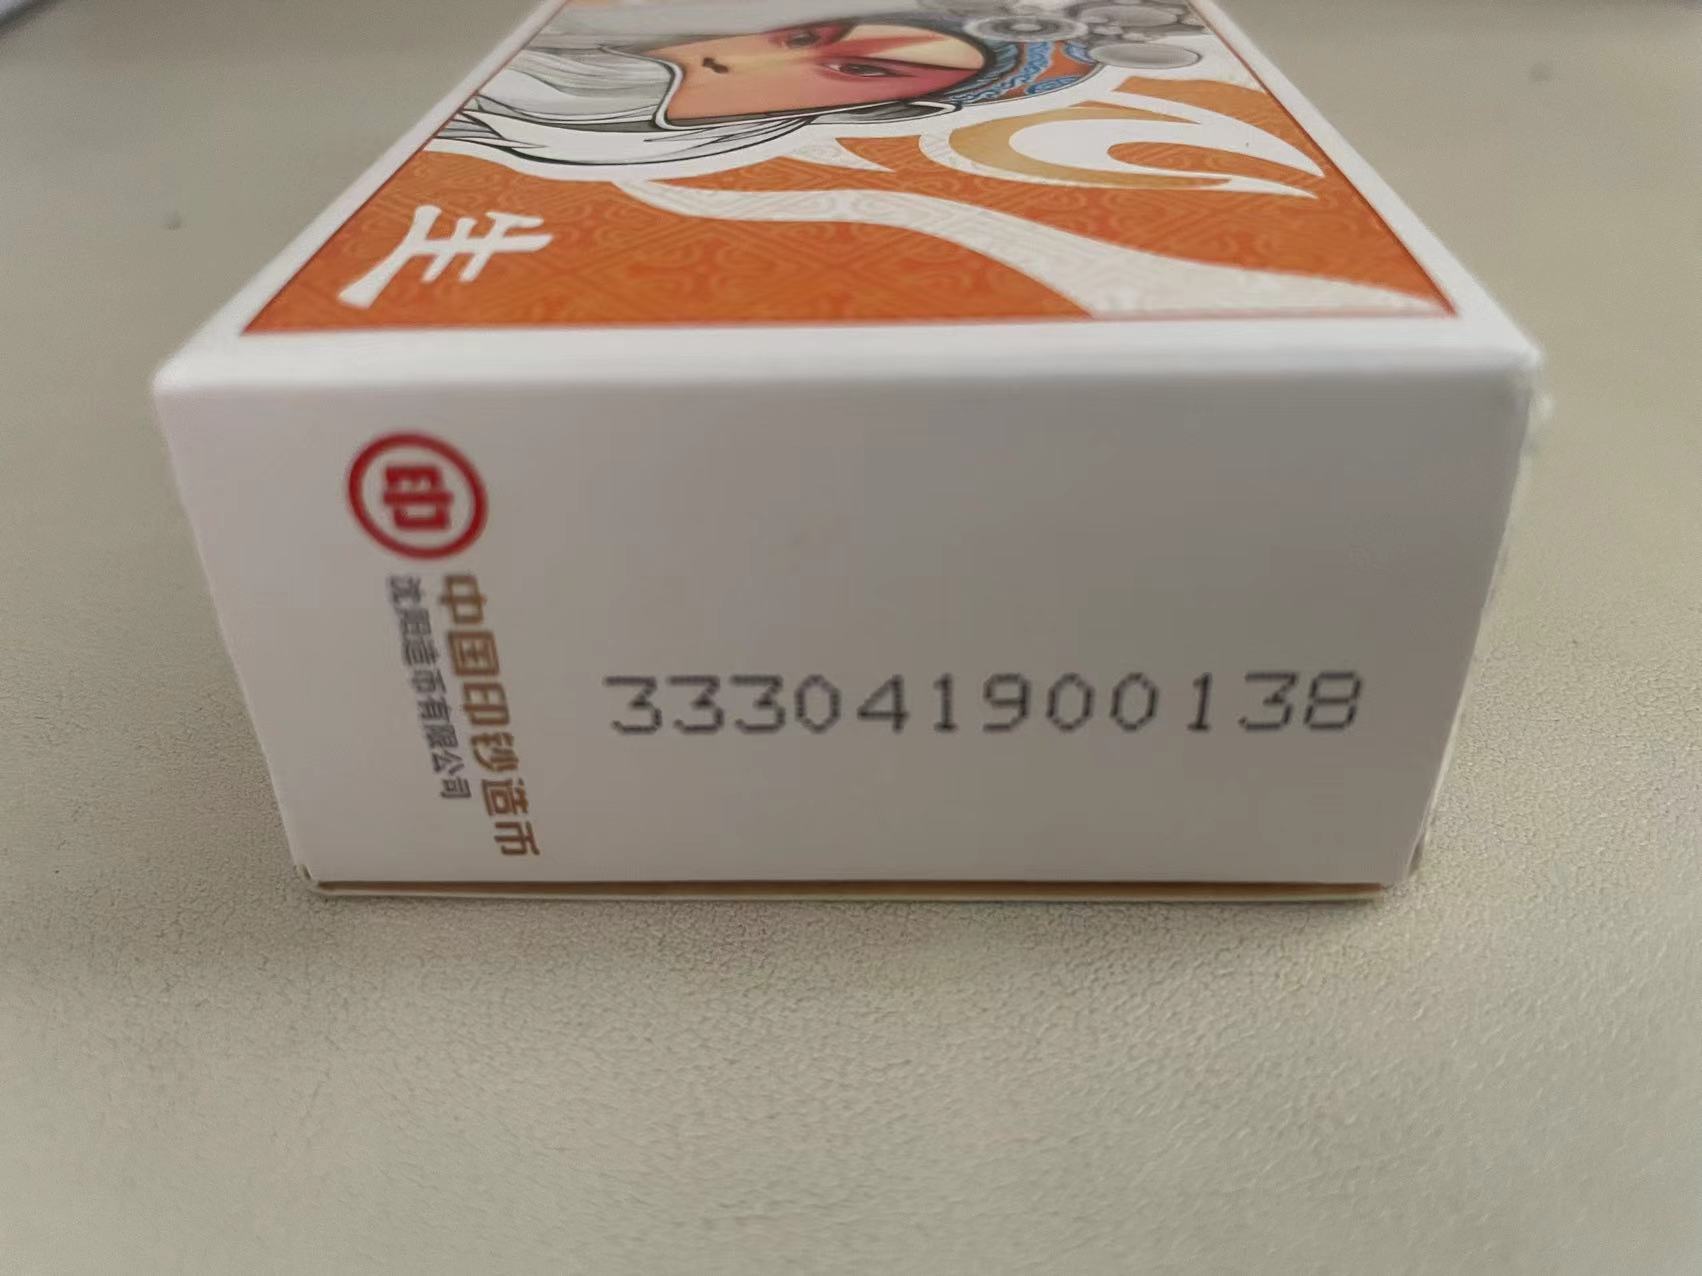 生
印
中国印钞造币
沈阳造币有限公司
333041900138